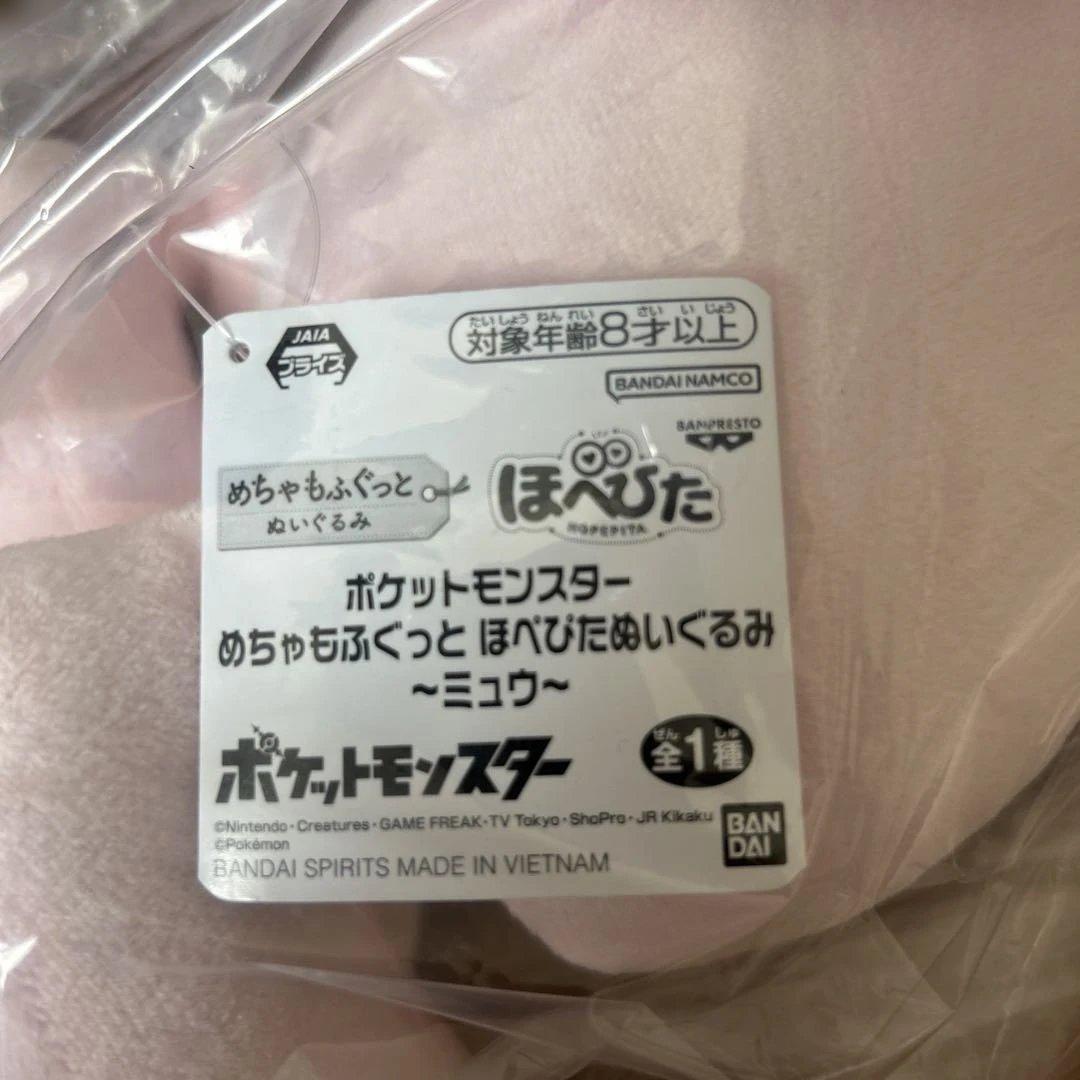 JAIA
プライズ
たいしょうねんれい さい いじょう
対象年齢8才以上
BANDAI NAMCO
BANPRESTO
めちゃもふぐっと
ぬいぐるみ
ほぺぴた
HOPEPITA
ポケットモンスター
めちゃもふぐっと ほぺぴたぬいぐるみ
~ミュウ~
ポケットモンスター
ぜん しゅ
全1種
©Nintendo・Creatures・GAME FREAK・TV Tokyo・ShoPro・JR Kikaku
©Pokémon
BANDAI SPIRITS MADE IN VIETNAM
BAN
DAI